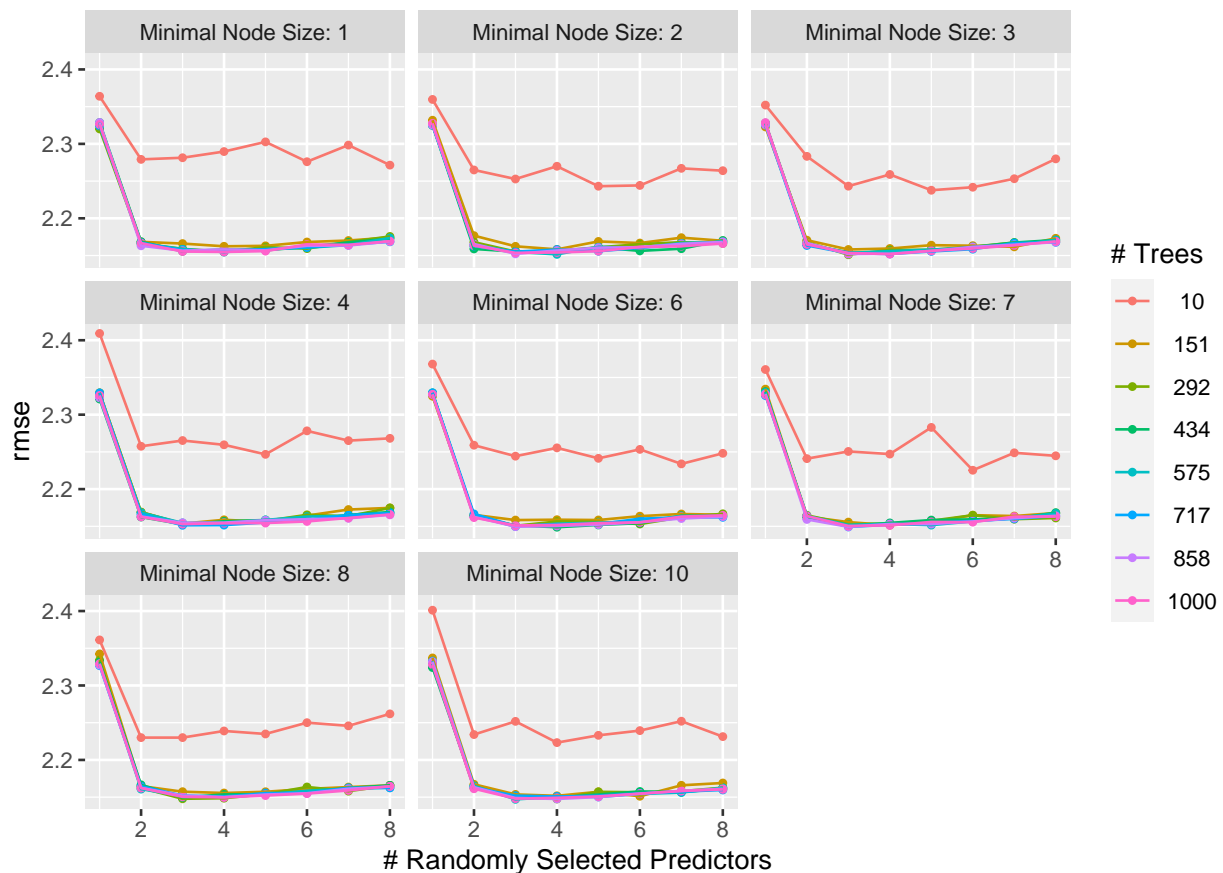 Minimal Node Size: 1
Minimal Node Size: 2
Minimal Node Size: 3
2.4
2.3
2.2
Minimal Node Size: 4
Minimal Node Size: 6
Minimal Node Size: 7
2.4
2.3
2.2
2 4 6 8
Minimal Node Size: 8
Minimal Node Size: 10
2.4
2.3
2.2
2 4 6 8
2 4 6 8
# Randomly Selected Predictors
rmse
# Trees
10
151
292
434
575
717
858
1000